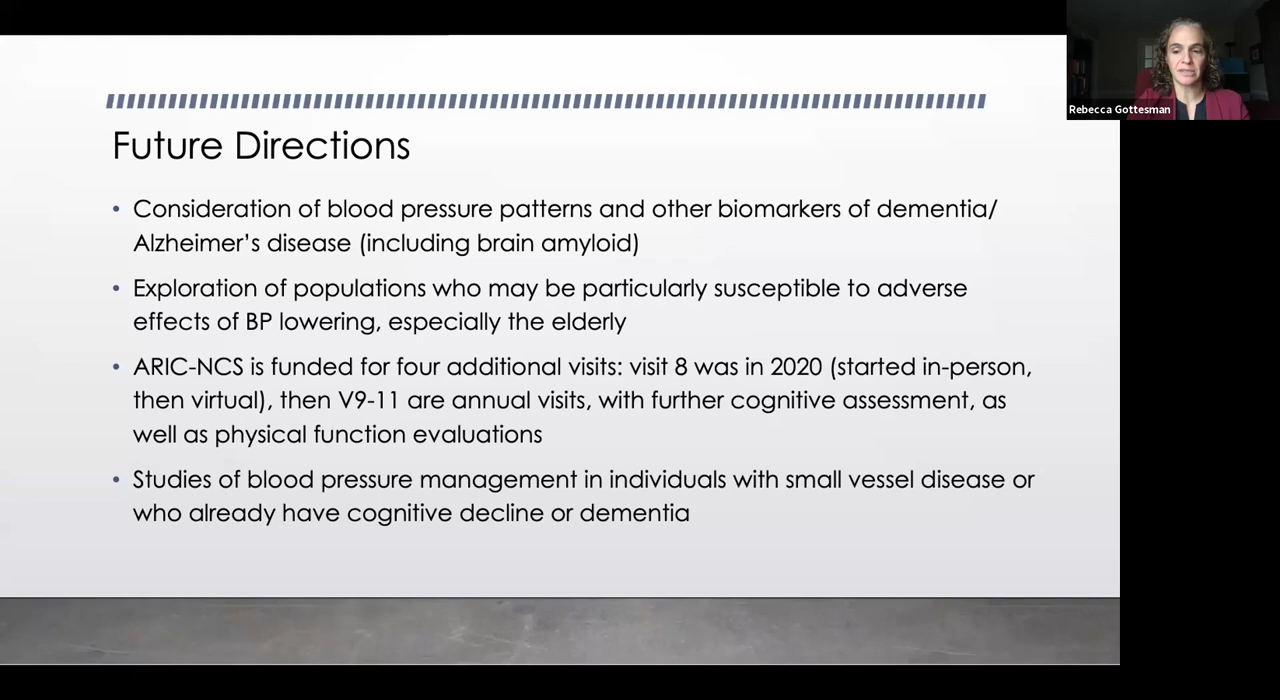 Rebecca Gottesman
Future Directions
• Consideration of blood pressure patterns and other biomarkers of dementia/
Alzheimer’s disease (including brain amyloid)
• Exploration of populations who may be particularly susceptible to adverse
effects of BP lowering, especially the elderly
• ARIC-NCS is funded for four additional visits: visit 8 was in 2020 (started in-person,
then virtual), then V9-11 are annual visits, with further cognitive assessment, as
well as physical function evaluations
• Studies of blood pressure management in individuals with small vessel disease or
who already have cognitive decline or dementia